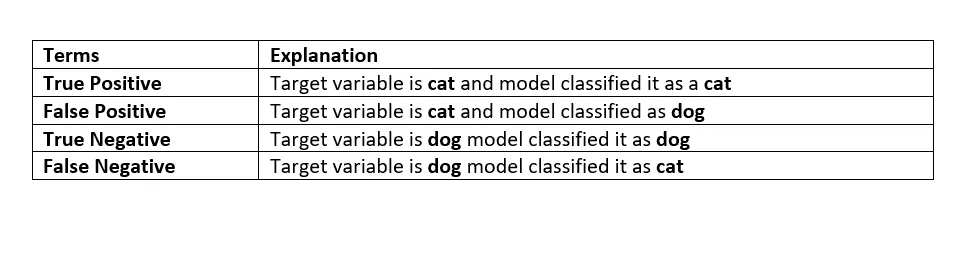 Terms Explanation
True Positive Target variable is cat and model classified it as a cat
False Positive Target variable is cat and model classified as dog
True Negative Target variable is dog model classified it as dog
False Negative Target variable is dog model classified it as cat